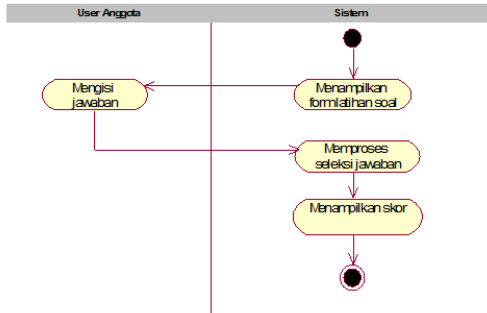 User Anggota
Sistem
Menampilkan
formlatihan soal
Mengisi
jawaban
Memproses
seleksi jawaban
Menampilkan skor